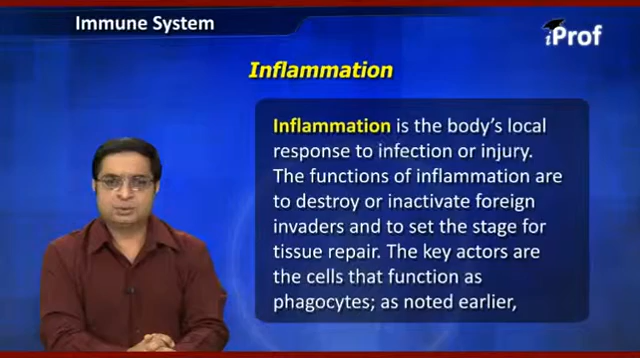 Immune System
iProf
Inflammation
Inflammation is the body's local
response to infection or injury.
The functions of inflammation are
to destroy or inactivate foreign
invaders and to set the stage for
tissue repair. The key actors are
the cells that function as
phagocytes; as noted earlier,